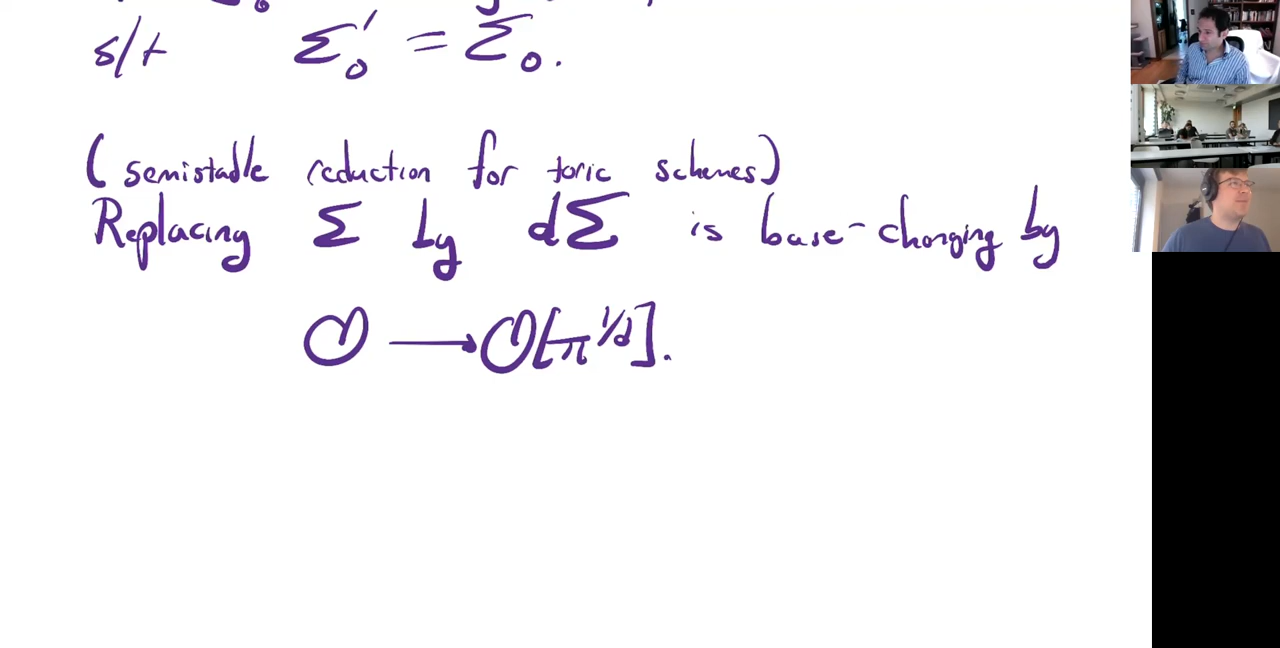 s/t Σ₀' = Σ₀.
(semistable reduction for toric schemes)
Replacing Σ by dΣ is base-changing by
𝒪 ⟶ 𝒪[π^{1/d}].